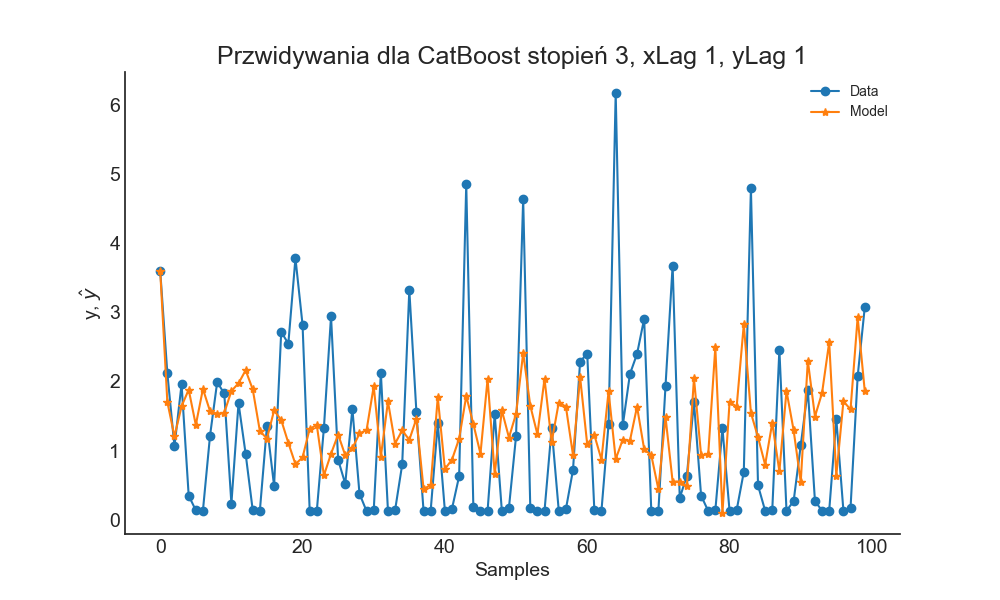 Przwidywania dla CatBoost stopień 3, xLag 1, yLag 1
Data
Model
6
5
4
3
2
1
0
y, ŷ
0 20 40 60 80 100
Samples